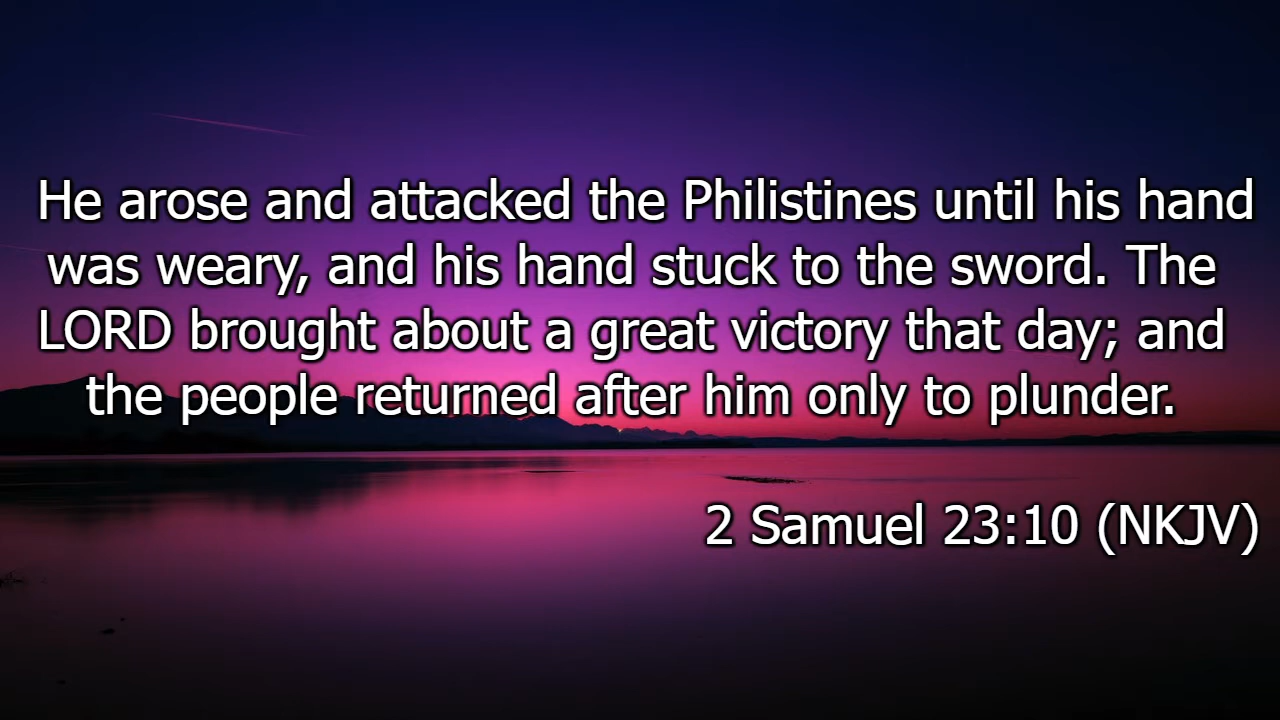 He arose and attacked the Philistines until his hand
was weary, and his hand stuck to the sword. The
LORD brought about a great victory that day; and
the people returned after him only to plunder.
2 Samuel 23:10 (NKJV)